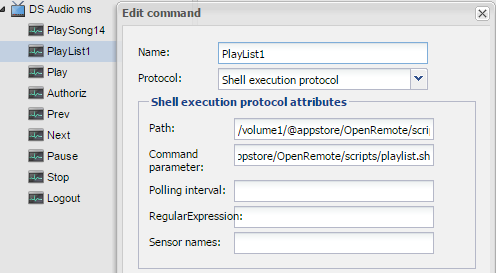 DS Audio ms
PlaySong14
PlayList1
Play
Authoriz
Prev
Next
Pause
Stop
Logout
Edit command
Name: PlayList1
Protocol: Shell execution protocol
Shell execution protocol attributes
Path: /volume1/@appstore/OpenRemote/scri
Command parameter: ppstore/OpenRemote/scripts/playlist.sh
Polling interval:
RegularExpression:
Sensor names: